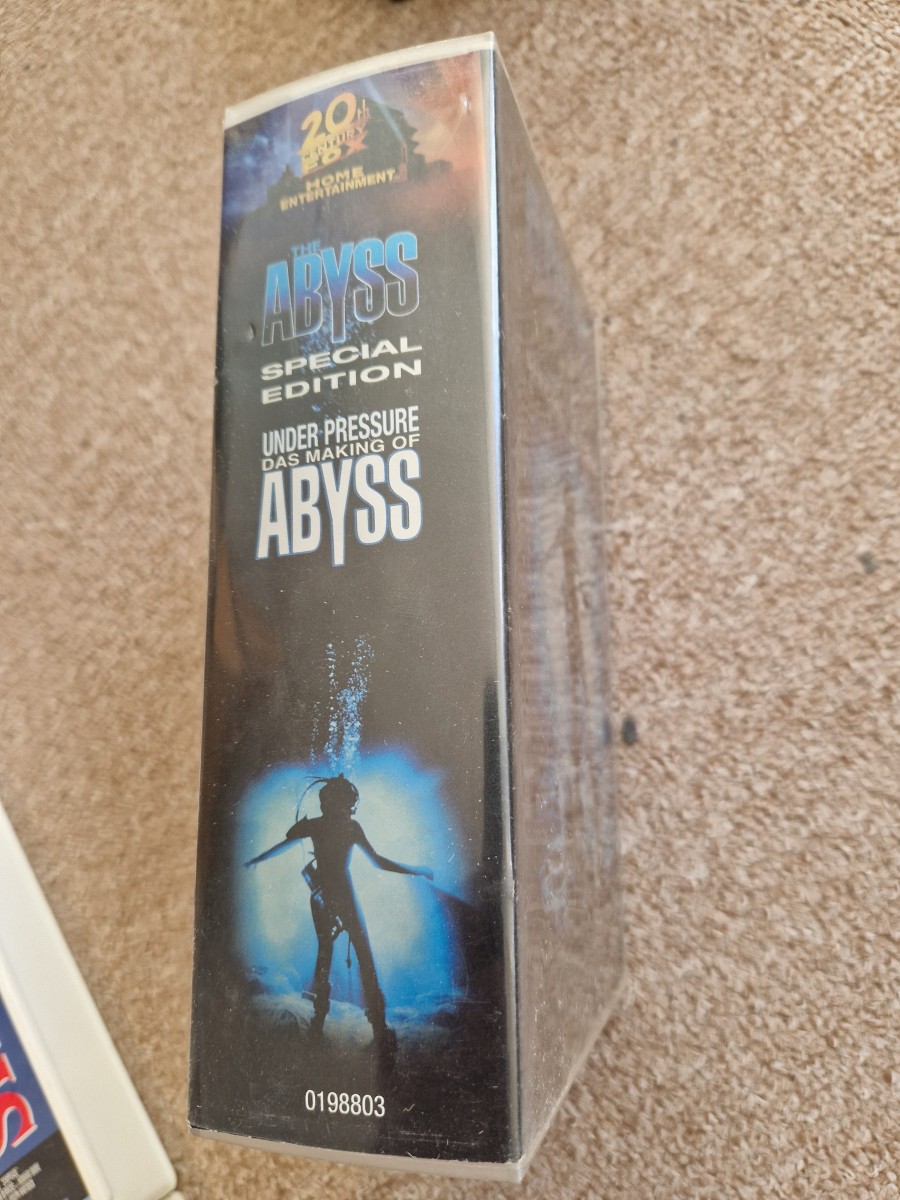 20th
CENTURY
FOX
HOME
ENTERTAINMENT
THE
ABYSS
SPECIAL
EDITION
UNDER PRESSURE
DAS MAKING OF
ABYSS
0198803